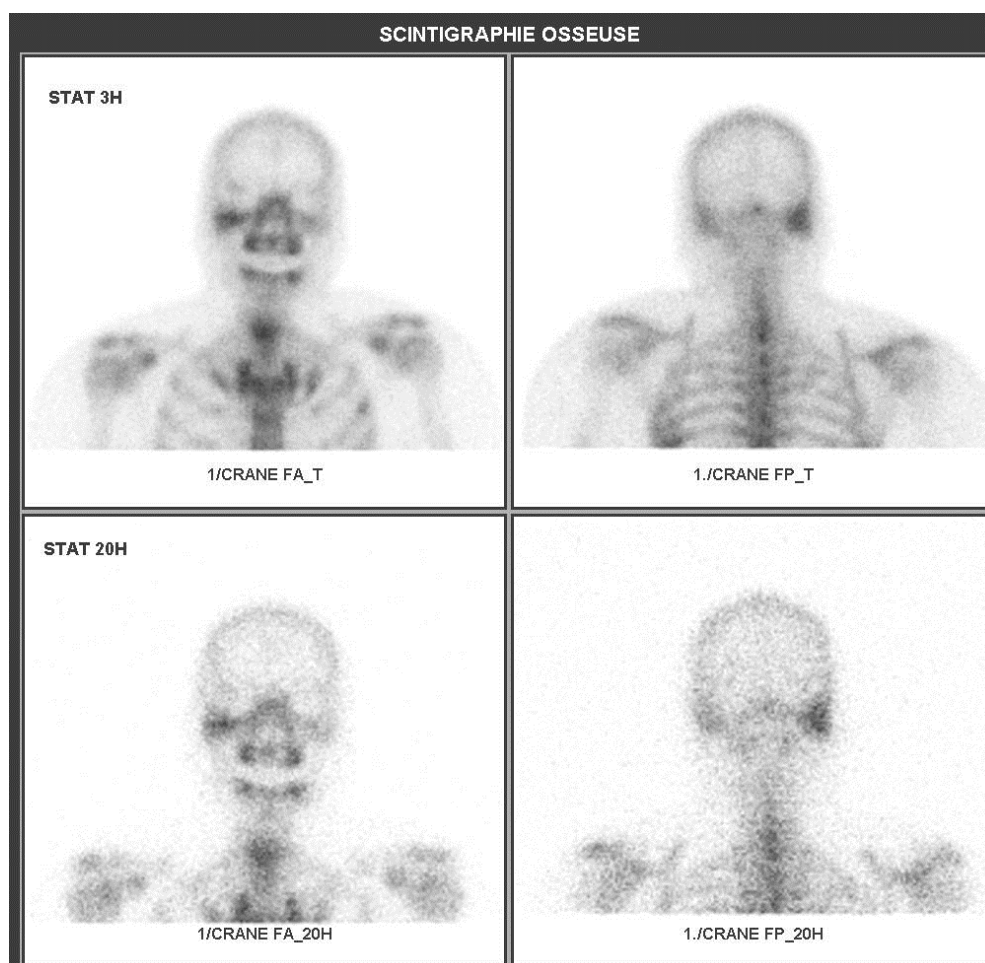 SCINTIGRAPHIE OSSEUSE
STAT 3H
1/CRANE FA_T
1./CRANE FP_T
STAT 20H
1/CRANE FA_20H
1./CRANE FP_20H